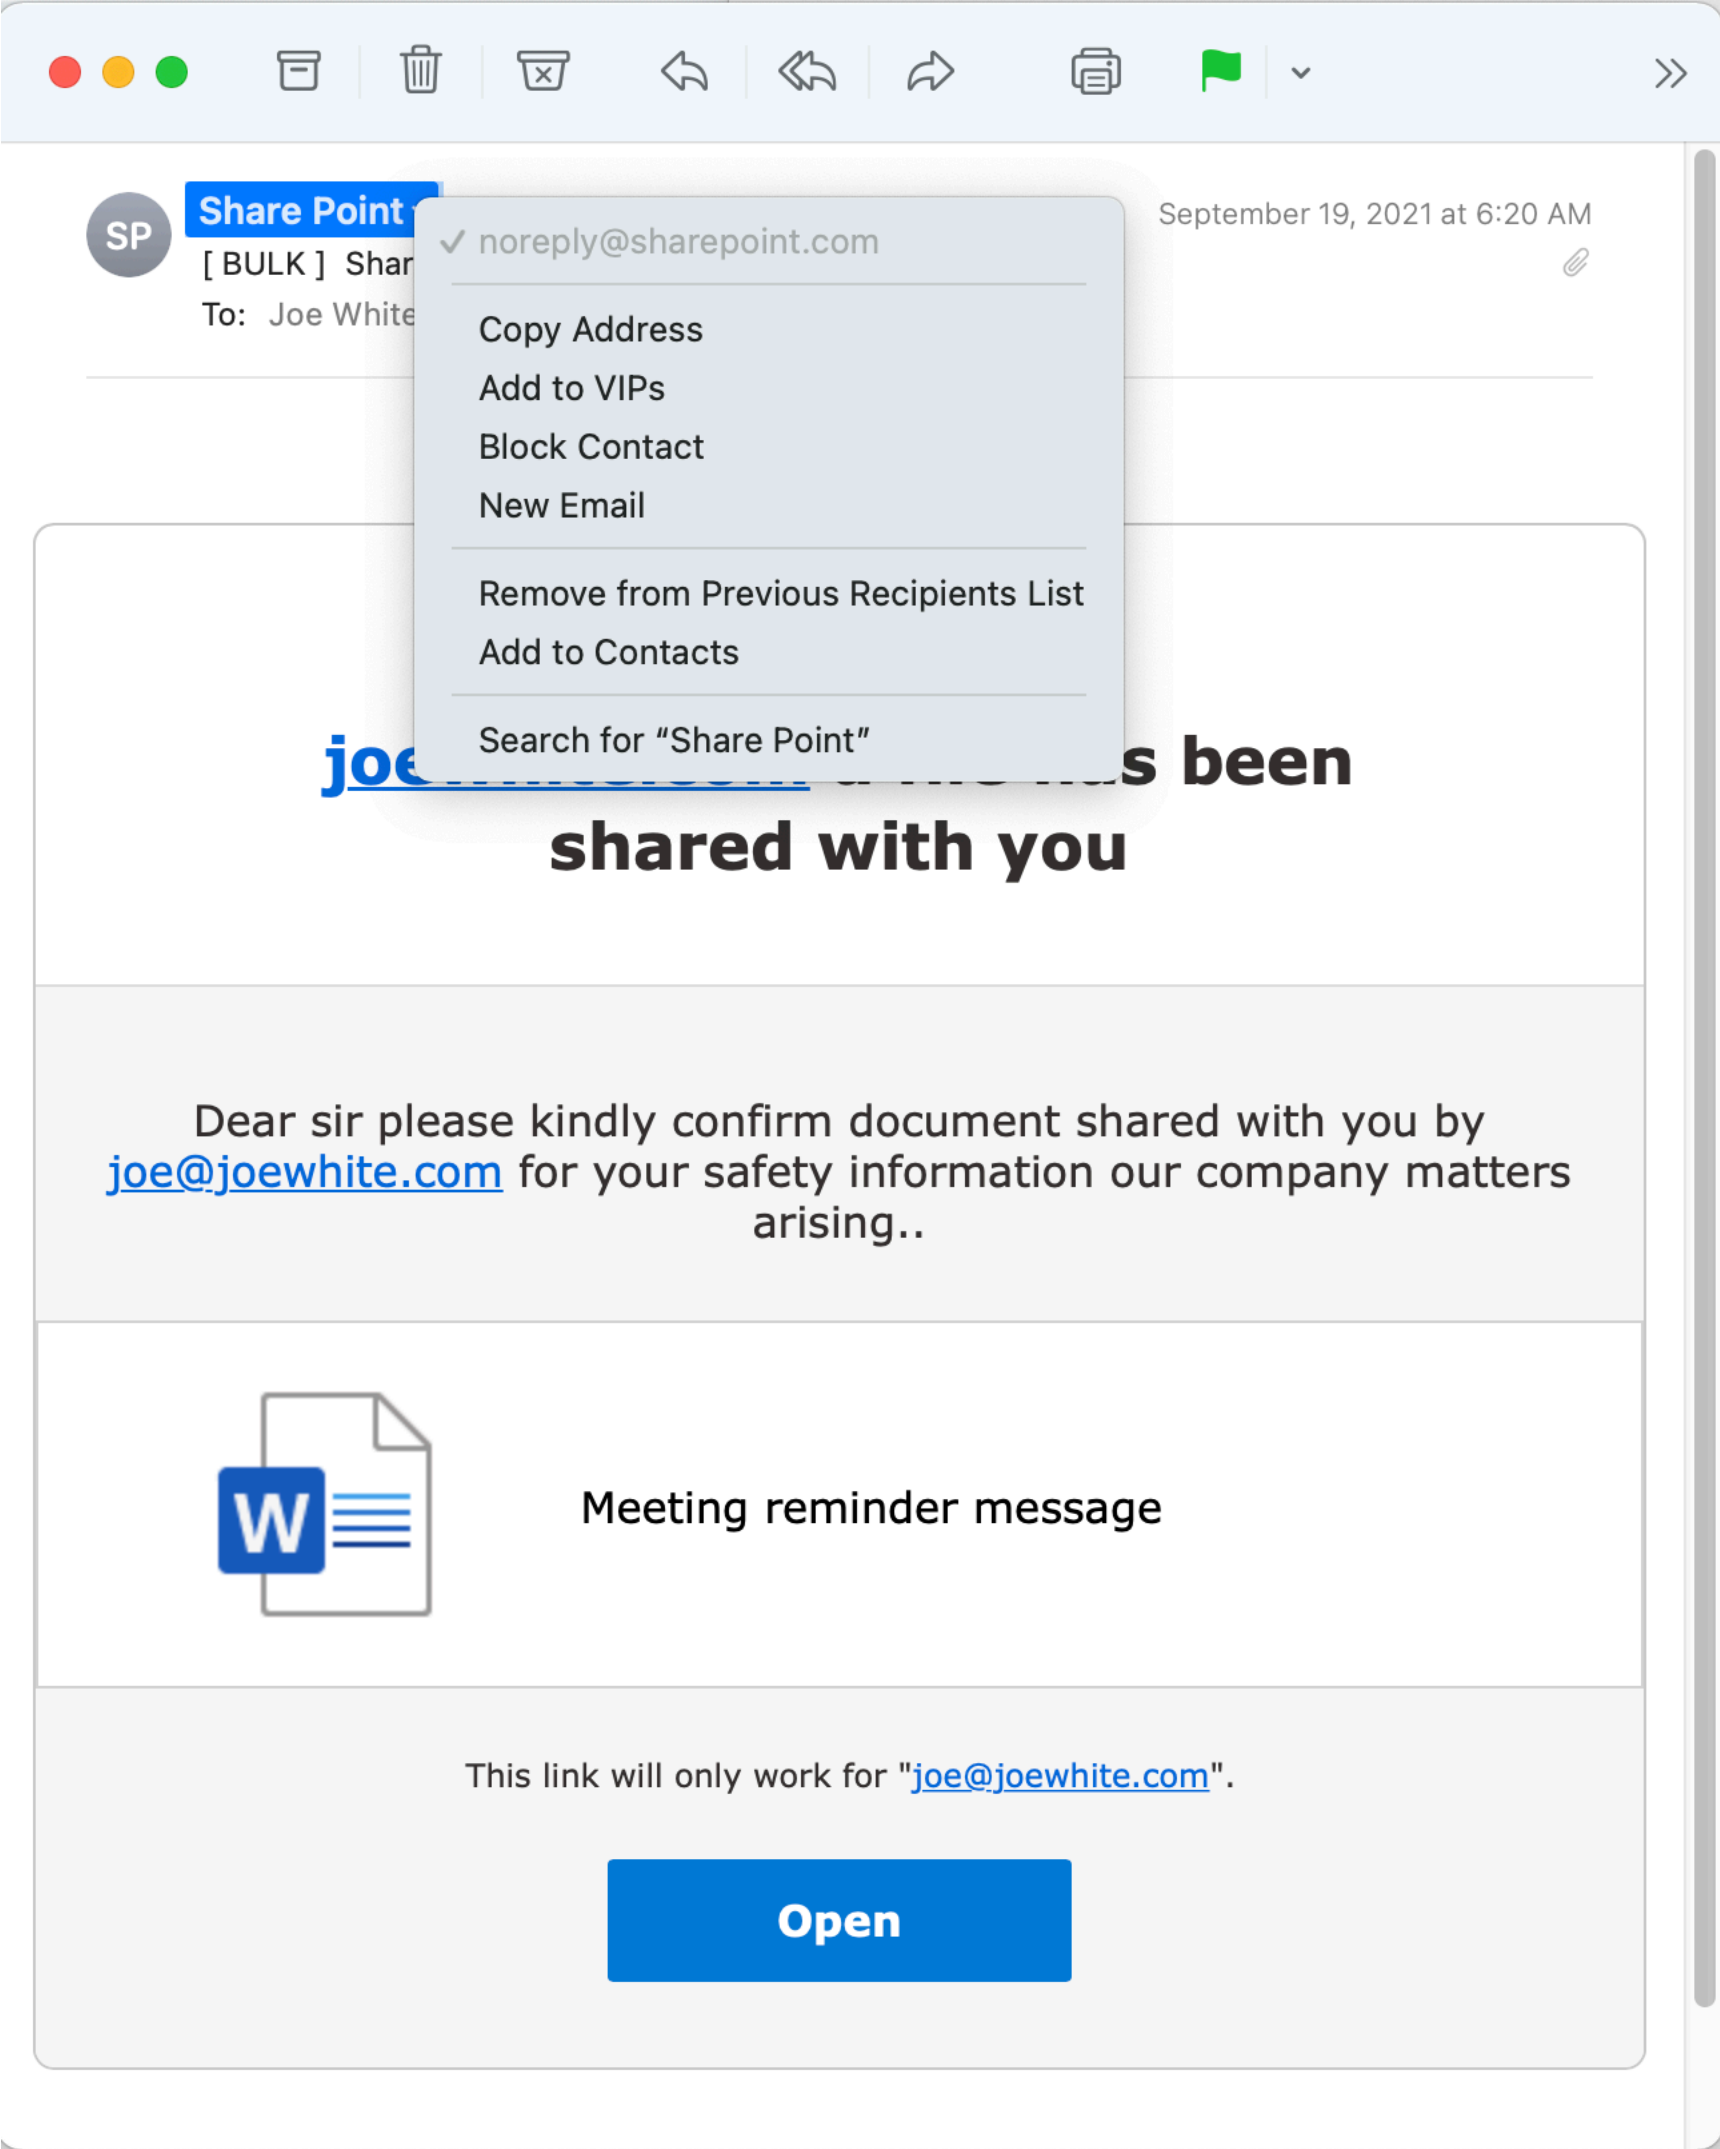 SP
Share Point
September 19, 2021 at 6:20 AM
[ BULK ] Shar
To: Joe White
noreply@sharepoint.com
Copy Address
Add to VIPs
Block Contact
New Email
Remove from Previous Recipients List
Add to Contacts
Search for “Share Point”
been
shared with you
Dear sir please kindly confirm document shared with you by
joe@joewhite.com for your safety information our company matters
arising..
W
Meeting reminder message
This link will only work for "joe@joewhite.com".
Open